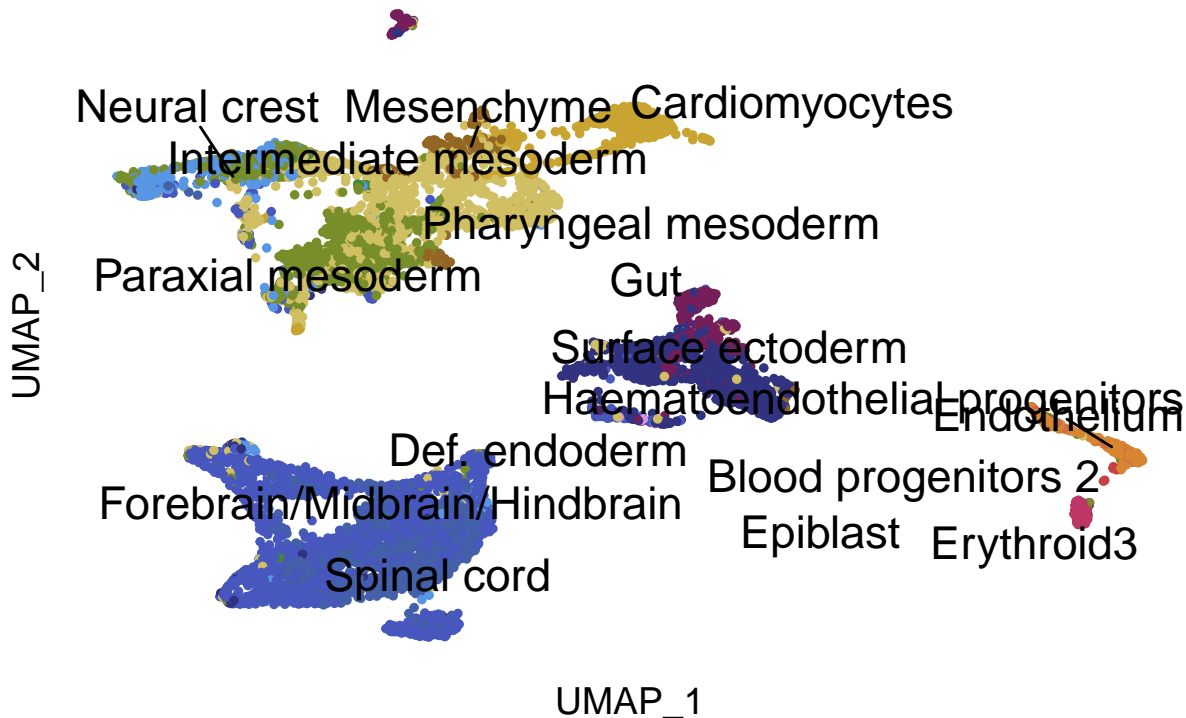 Neural crest
Mesenchyme
Cardiomyocytes
Intermediate mesoderm
Pharyngeal mesoderm
Paraxial mesoderm
Gut
Surface ectoderm
Haematoendothelial progenitors
Endothelium
Def. endoderm
Blood progenitors 2
Forebrain/Midbrain/Hindbrain
Epiblast
Erythroid3
Spinal cord
UMAP_2
UMAP_1